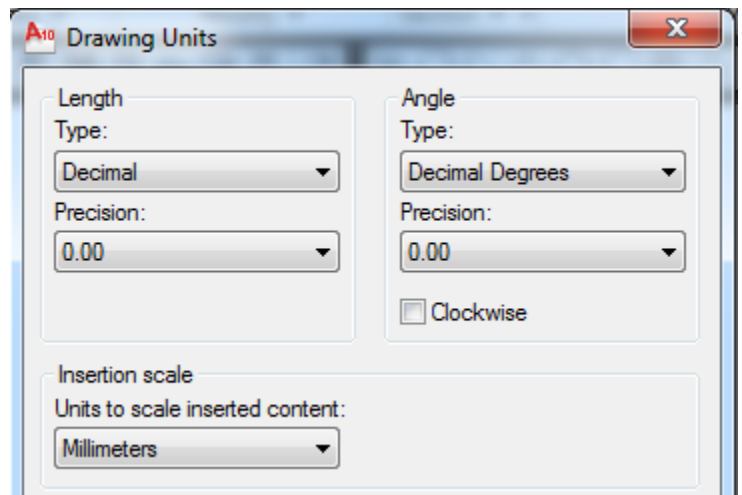 A10 Drawing Units
Length
Type:
Decimal
Precision:
0.00
Angle
Type:
Decimal Degrees
Precision:
0.00
Clockwise
Insertion scale
Units to scale inserted content:
Millimeters